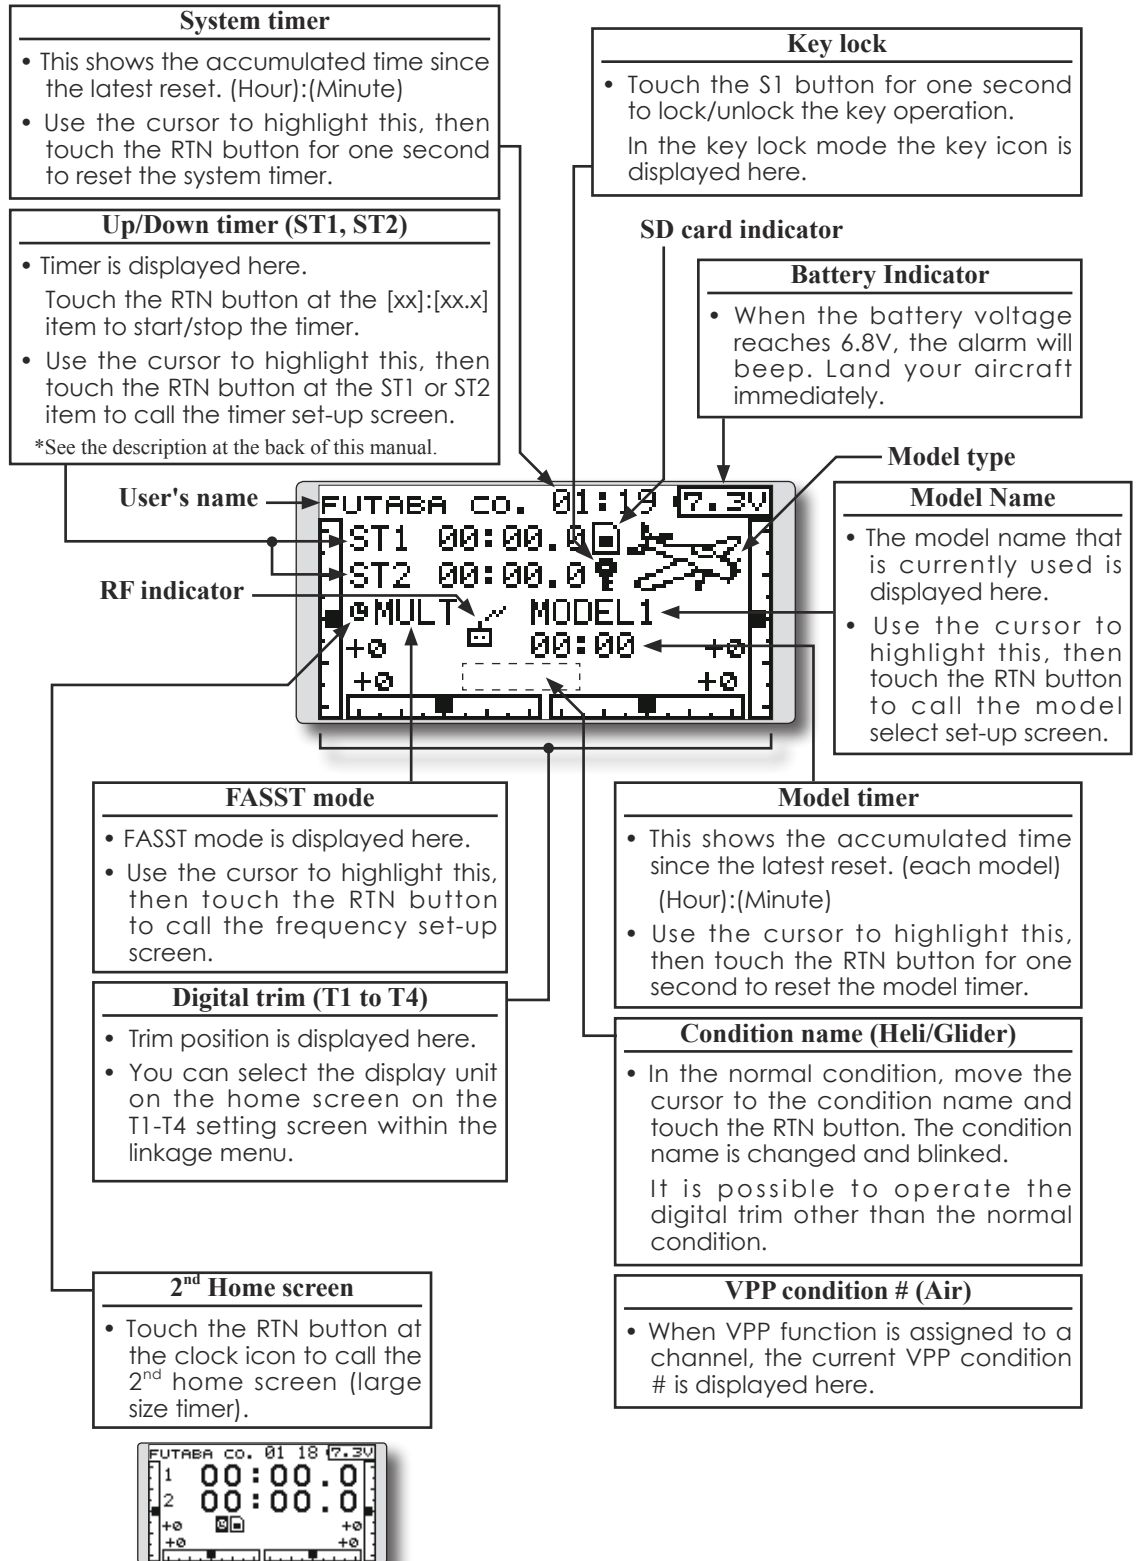 System timer
• This shows the accumulated time since
the latest reset. (Hour):(Minute)
• Use the cursor to highlight this, then
touch the RTN button for one second
to reset the system timer.
Up/Down timer (ST1, ST2)
• Timer is displayed here.
Touch the RTN button at the [xx]:[xx.x]
item to start/stop the timer.
• Use the cursor to highlight this, then
touch the RTN button at the ST1 or ST2
item to call the timer set-up screen.
*See the description at the back of this manual.
Key lock
• Touch the S1 button for one second
to lock/unlock the key operation.
In the key lock mode the key icon is
displayed here.
SD card indicator
Battery Indicator
• When the battery voltage
reaches 6.8V, the alarm will
beep. Land your aircraft
immediately.
Model type
User's name
RF indicator
Model Name
• The model name that
is currently used is
displayed here.
• Use the cursor to
highlight this, then
touch the RTN button
to call the model
select set-up screen.
FUTABA CO. 01:19 7.3V
ST1 00:00.0
ST2 00:00.0
MULT MODEL1
00:00
+0 +0
+0 +0
FASST mode
• FASST mode is displayed here.
• Use the cursor to highlight this,
then touch the RTN button
to call the frequency set-up
screen.
Digital trim (T1 to T4)
• Trim position is displayed here.
• You can select the display unit
on the home screen on the
T1-T4 setting screen within the
linkage menu.
Model timer
• This shows the accumulated time
since the latest reset. (each model)
(Hour):(Minute)
• Use the cursor to highlight this,
then touch the RTN button for one
second to reset the model timer.
Condition name (Heli/Glider)
• In the normal condition, move the
cursor to the condition name and
touch the RTN button. The condition
name is changed and blinked.
It is possible to operate the
digital trim other than the normal
condition.
VPP condition # (Air)
• When VPP function is assigned to a
channel, the current VPP condition
# is displayed here.
2nd Home screen
• Touch the RTN button at
the clock icon to call the
2nd home screen (large
size timer).
FUTABA CO. 01 18 7.3V
1 00:00.0
2 00:00.0
+0 +0
+0 +0